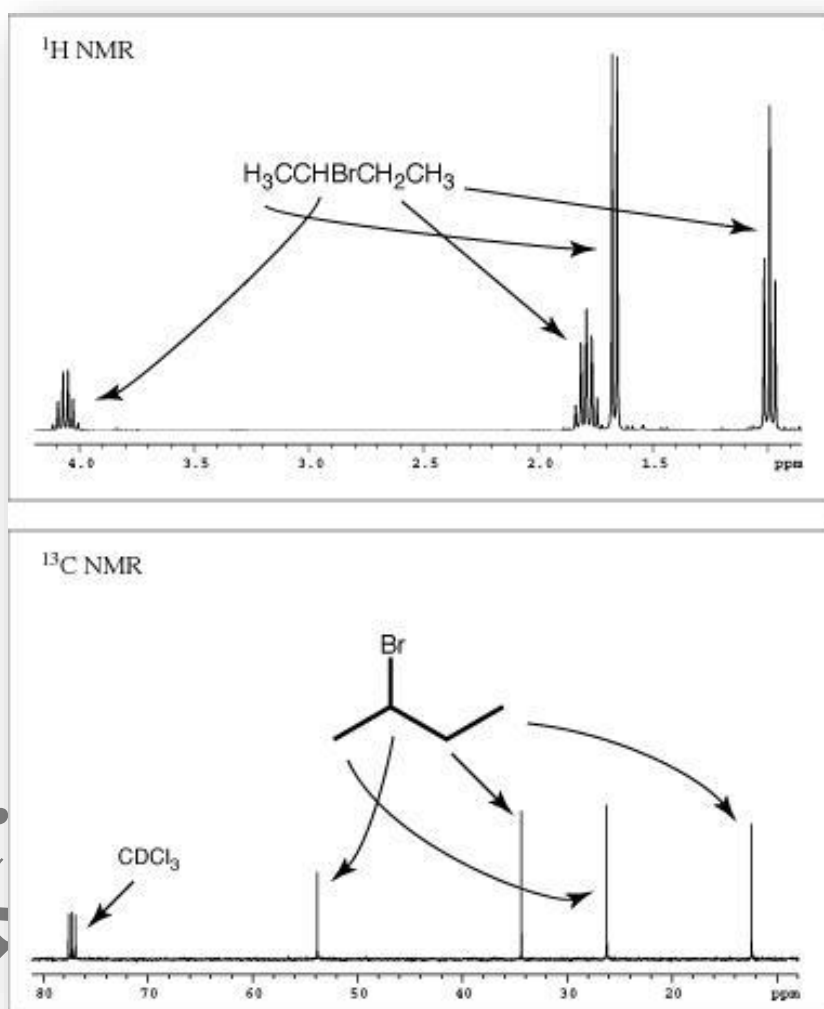 ¹H NMR
H₃CCHBrCH₂CH₃
4.0 3.5 3.0 2.5 2.0 1.5 ppm
¹³C NMR
Br
CDCl₃
80 70 60 50 40 30 20 ppm